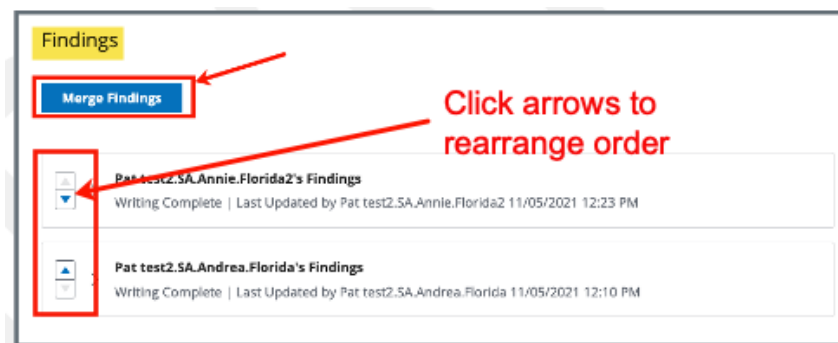 Findings
Merge Findings
Click arrows to
rearrange order
Pat test2.SA.Annie.Florida2's Findings
Writing Complete | Last Updated by Pat test2.SA.Annie.Florida2 11/05/2021 12:23 PM
Pat test2.SA.Andrea.Florida's Findings
Writing Complete | Last Updated by Pat test2.SA.Andrea.Florida 11/05/2021 12:10 PM